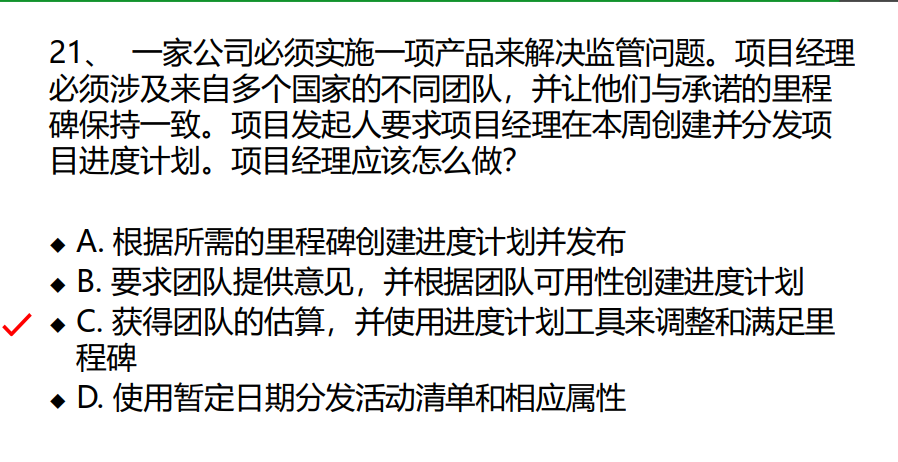 21、 一家公司必须实施一项产品来解决监管问题。项目经理
必须涉及来自多个国家的不同团队，并让他们与承诺的里程
碑保持一致。项目发起人要求项目经理在本周创建并分发项
目进度计划。项目经理应该怎么做?
◆ A. 根据所需的里程碑创建进度计划并发布
◆ B. 要求团队提供意见，并根据团队可用性创建进度计划
◆ C. 获得团队的估算，并使用进度计划工具来调整和满足里
程碑
◆ D. 使用暂定日期分发活动清单和相应属性